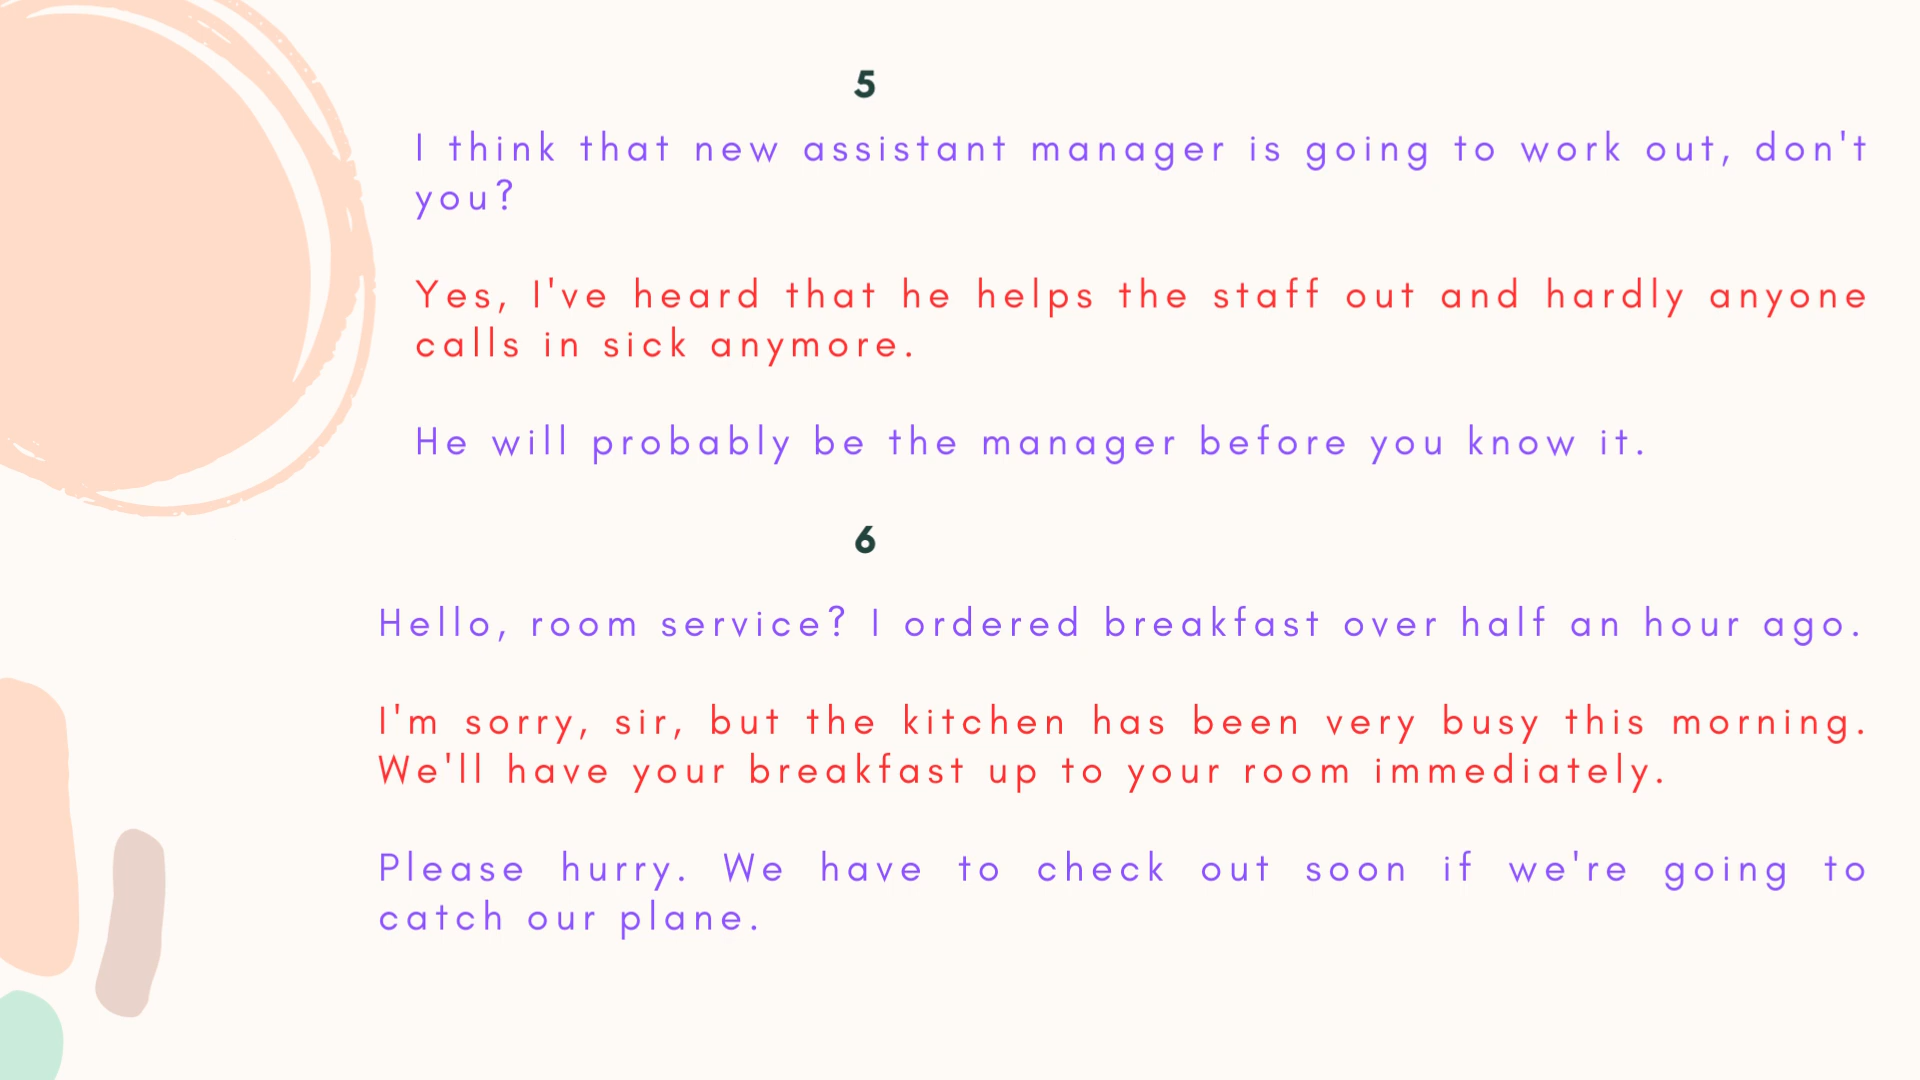 5
I think that new assistant manager is going to work out, don't
you?
Yes, I've heard that he helps the staff out and hardly anyone
calls in sick anymore.
He will probably be the manager before you know it.
6
Hello, room service? I ordered breakfast over half an hour ago.
I'm sorry, sir, but the kitchen has been very busy this morning.
We'll have your breakfast up to your room immediately.
Please hurry. We have to check out soon if we're going to
catch our plane.